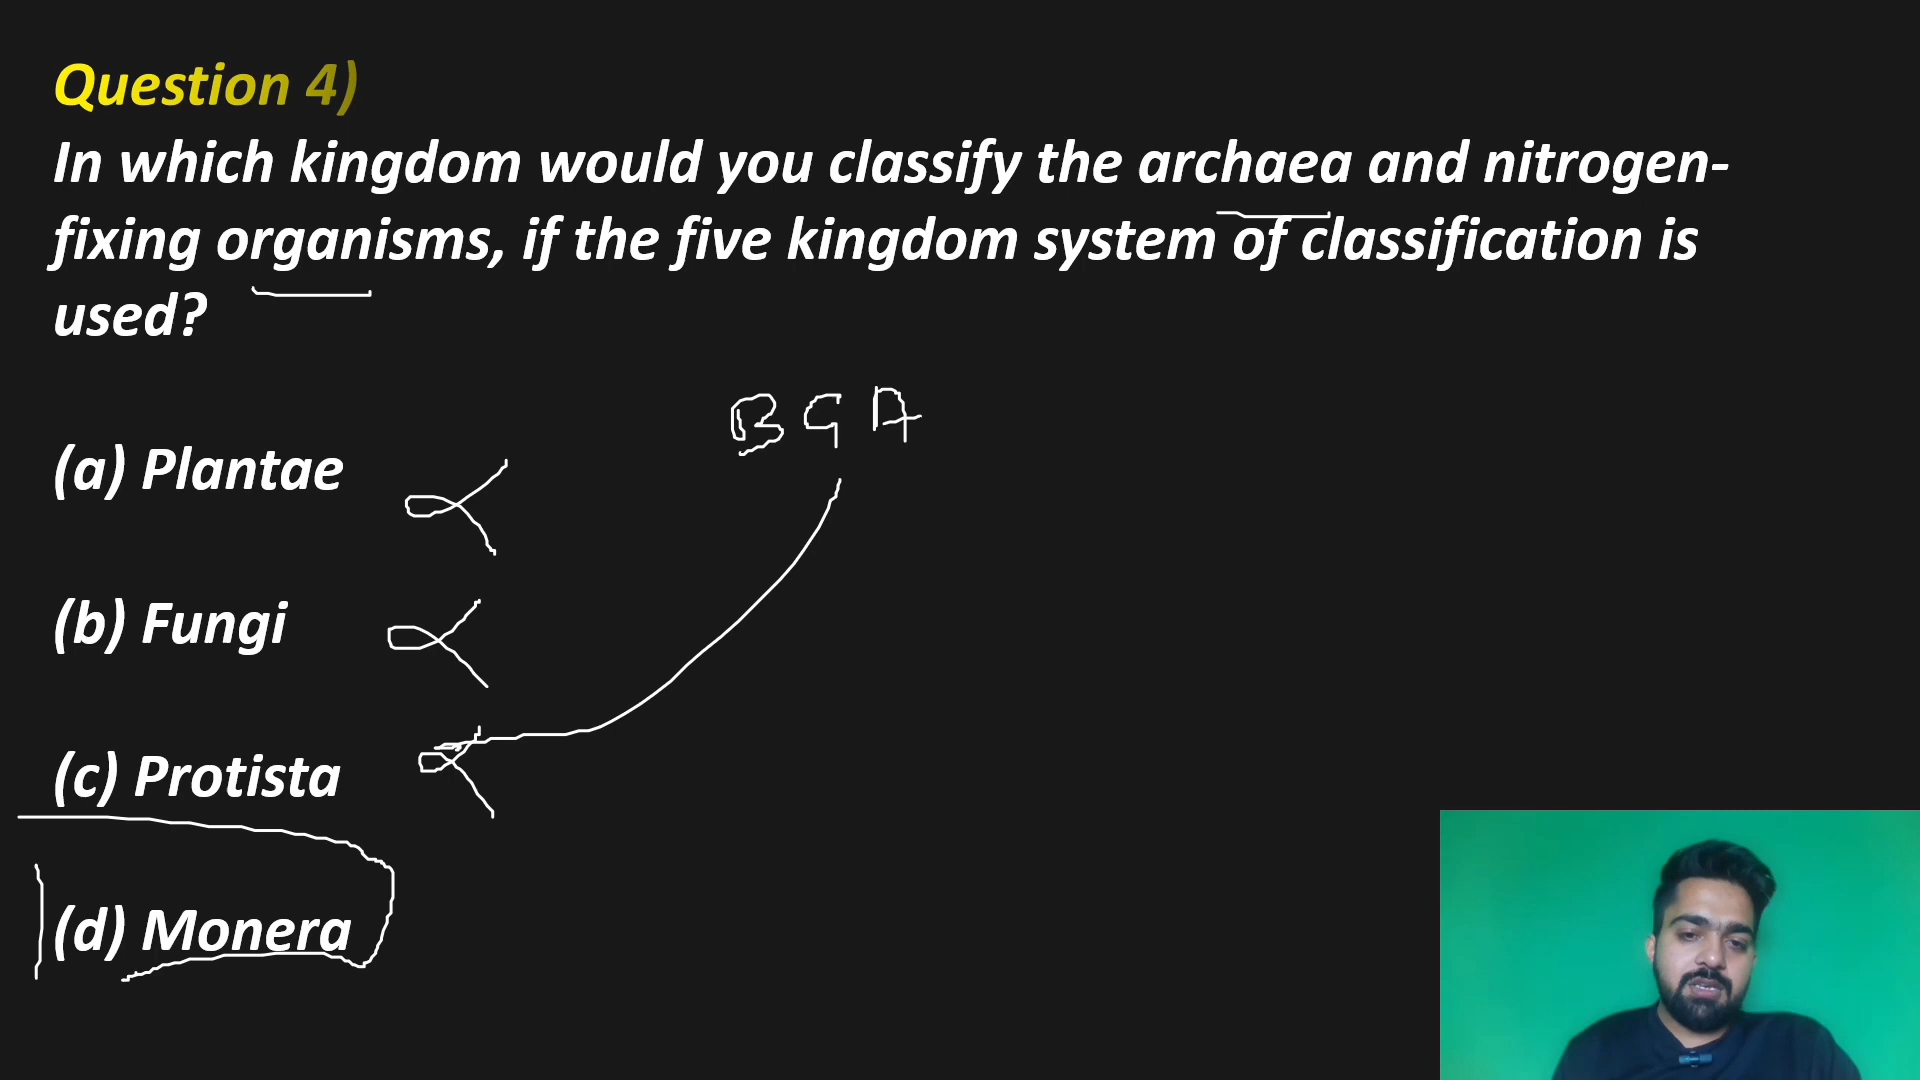 Question 4)
In which kingdom would you classify the archaea and nitrogen-
fixing organisms, if the five kingdom system of classification is
used?
BGA
(a) Plantae
(b) Fungi
(c) Protista
(d) Monera